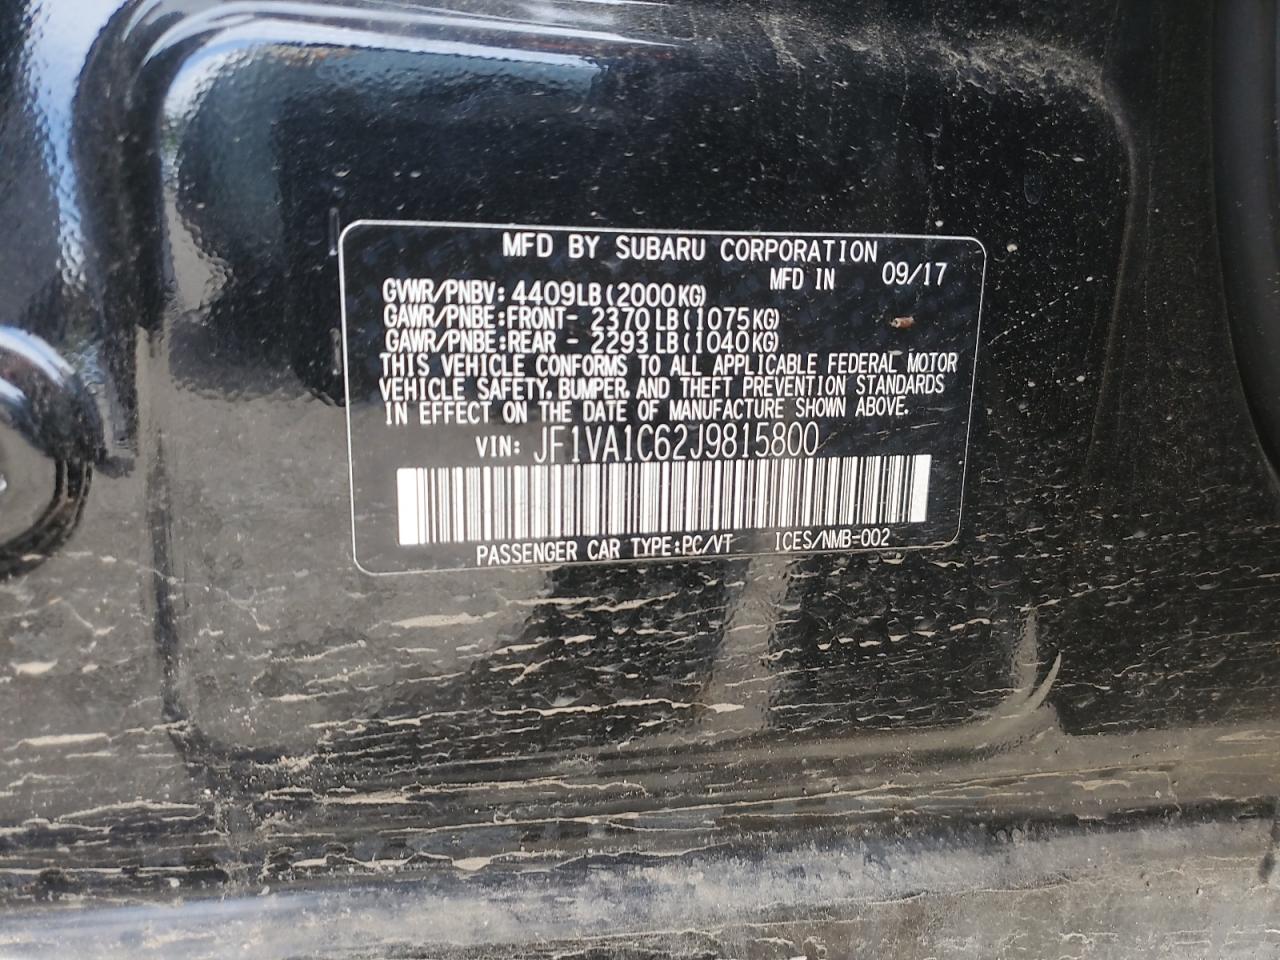 MFD BY SUBARU CORPORATION
MFD IN 09/17
GVWR/PNBV: 4409LB(2000KG)
GAWR/PNBE:FRONT- 2370LB(1075KG)
GAWR/PNBE:REAR - 2293LB(1040KG)
THIS VEHICLE CONFORMS TO ALL APPLICABLE FEDERAL MOTOR
VEHICLE SAFETY, BUMPER, AND THEFT PREVENTION STANDARDS
IN EFFECT ON THE DATE OF MANUFACTURE SHOWN ABOVE.
VIN: JF1VA1C62J9815800
PASSENGER CAR TYPE:PC/VT ICES/NMB-002